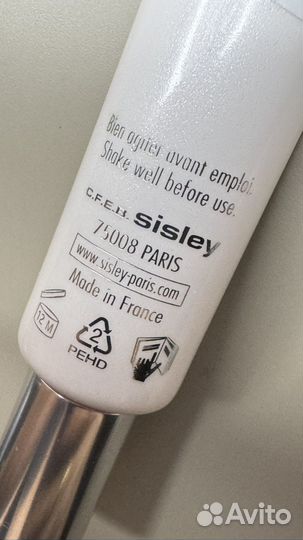 Bien agiter avant emploi.
Shake well before use.
C.F.E.B. sisley
75008 PARIS
www.sisley-paris.com
Made in France
12 M
2
PEHD
Avito